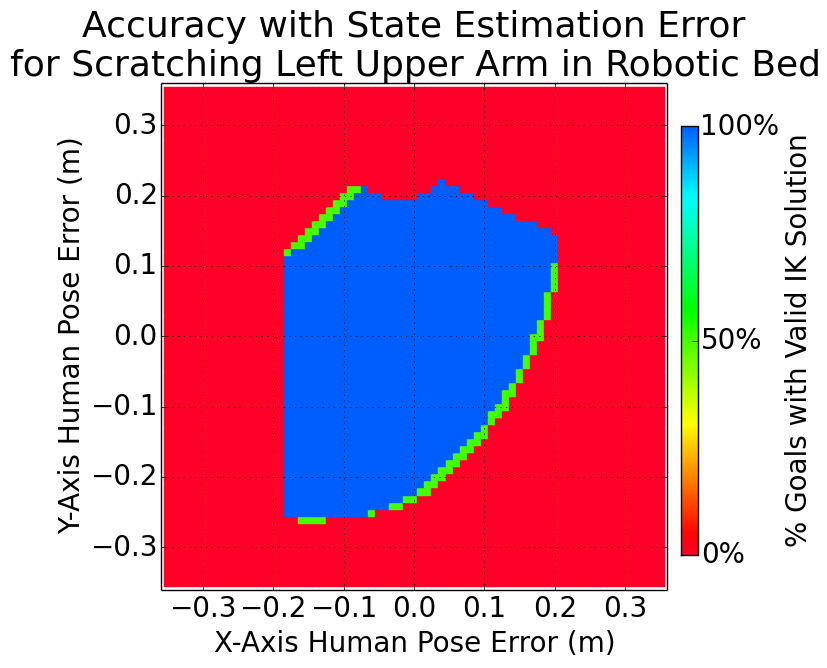 Accuracy with State Estimation Error
for Scratching Left Upper Arm in Robotic Bed
0.3
0.2
0.1
0.0
−0.1
−0.2
−0.3
Y-Axis Human Pose Error (m)
−0.3 −0.2 −0.1 0.0 0.1 0.2 0.3
X-Axis Human Pose Error (m)
100%
50%
0%
% Goals with Valid IK Solution